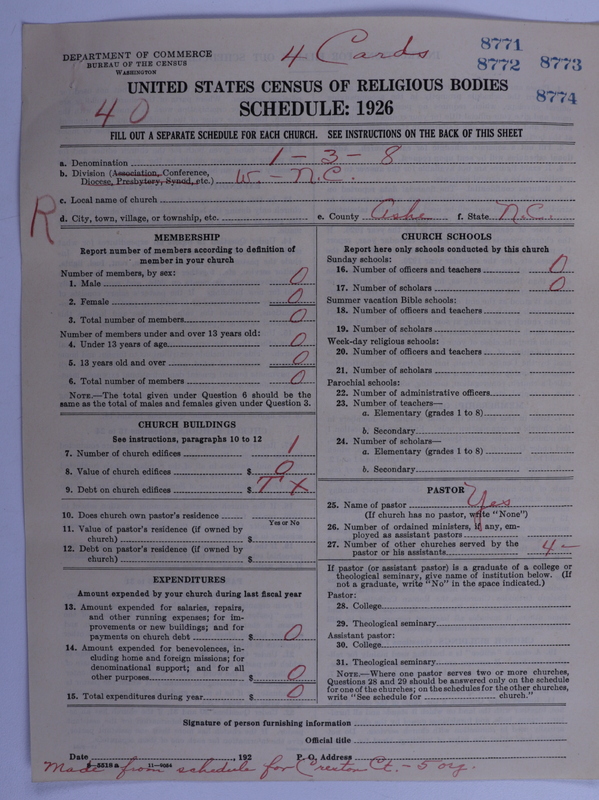 DEPARTMENT OF COMMERCE
BUREAU OF THE CENSUS
WASHINGTON
4 Cards
8771
8772 8773
8774
UNITED STATES CENSUS OF RELIGIOUS BODIES
40
SCHEDULE: 1926
FILL OUT A SEPARATE SCHEDULE FOR EACH CHURCH. SEE INSTRUCTIONS ON THE BACK OF THIS SHEET
a. Denomination 1-3-8
b. Division (Association, Conference,
Diocese, Presbytery, Synod, etc.) W.-N.C.
c. Local name of church
R
d. City, town, village, or township, etc. e. County Ashe f. State N.C.
MEMBERSHIP
Report number of members according to definition of
member in your church
Number of members, by sex:
1. Male 0
2. Female 0
3. Total number of members 0
Number of members under and over 13 years old:
4. Under 13 years of age 0
5. 13 years old and over 0
6. Total number of members 0
NOTE.—The total given under Question 6 should be the
same as the total of males and females given under Question 3.
CHURCH BUILDINGS
See instructions, paragraphs 10 to 12
7. Number of church edifices 1
8. Value of church edifices $ 0
9. Debt on church edifices $ TX
10. Does church own pastor's residence
Yes or No
11. Value of pastor's residence (if owned by
church) $
12. Debt on pastor's residence (if owned by
church) $
EXPENDITURES
Amount expended by your church during last fiscal year
13. Amount expended for salaries, repairs,
and other running expenses; for im-
provements or new buildings; and for
payments on church debt $ 0
14. Amount expended for benevolences, in-
cluding home and foreign missions; for
denominational support; and for all
other purposes $ 0
15. Total expenditures during year $ 0
CHURCH SCHOOLS
Report here only schools conducted by this church
Sunday schools:
16. Number of officers and teachers 0
17. Number of scholars 0
Summer vacation Bible schools:
18. Number of officers and teachers
19. Number of scholars
Week-day religious schools:
20. Number of officers and teachers
21. Number of scholars
Parochial schools:
22. Number of administrative officers
23. Number of teachers—
a. Elementary (grades 1 to 8)
b. Secondary
24. Number of scholars—
a. Elementary (grades 1 to 8)
b. Secondary
PASTOR
25. Name of pastor Yes
(If church has no pastor, write "None")
26. Number of ordained ministers, if any, em-
ployed as assistant pastors
27. Number of other churches served by the
pastor or his assistants 4-
If pastor (or assistant pastor) is a graduate of a college or
theological seminary, give name of institution below. (If
not a graduate, write "No" in the space indicated.)
Pastor:
28. College
29. Theological seminary
Assistant pastor:
30. College
31. Theological seminary
NOTE.—Where one pastor serves two or more churches,
Questions 28 and 29 should be answered only on the schedule
for one of the churches; on the schedules for the other churches,
write "See schedule for church."
Signature of person furnishing information
Official title
Date , 192 P. O. Address
11-8084
Made from schedule for Creston Ct. - 5 org.